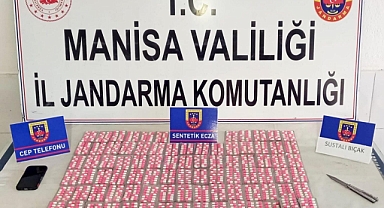 T.C.
MANİSA VALİLİĞİ
İL JANDARMA KOMUTANLIĞI
SENTETİK ECZA
CEP TELEFONU
SUSTALI BIÇAK